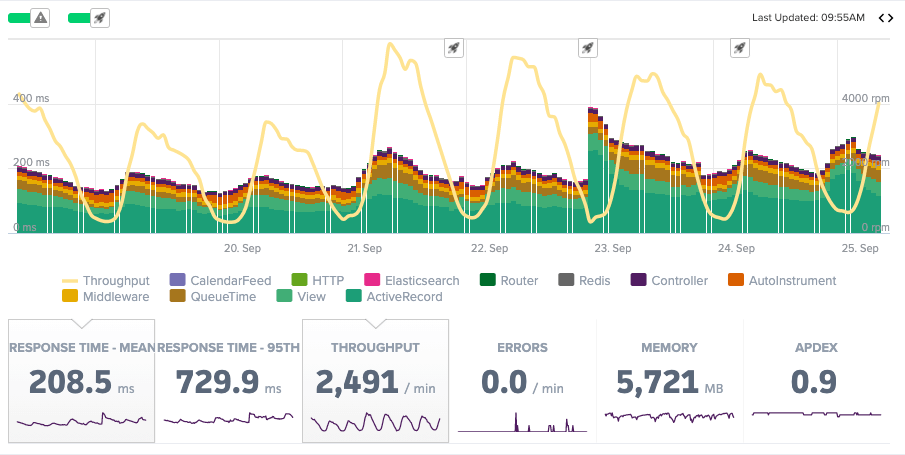 Last Updated: 09:55AM
400 ms 4000 rpm
200 ms
0 ms 0 rpm
20. Sep 21. Sep 22. Sep 23. Sep 24. Sep 25. Sep
Throughput CalendarFeed HTTP Elasticsearch Router Redis Controller AutoInstrument
Middleware QueueTime View ActiveRecord
RESPONSE TIME - MEAN RESPONSE TIME - 95TH THROUGHPUT ERRORS MEMORY APDEX
208.5 ms 729.9 ms 2,491 / min 0.0 / min 5,721 MB 0.9